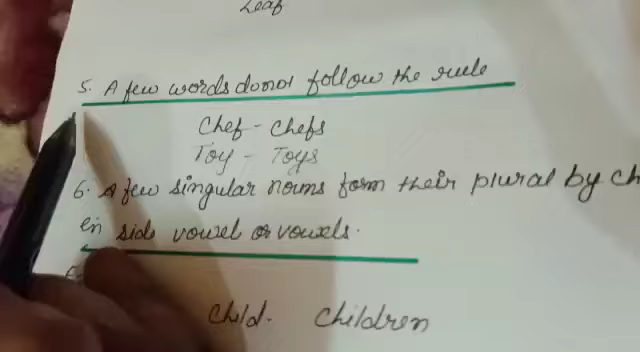 Leaf
5. A few words donot follow the rule
Chef - Chefs
Toy - Toys
6. A few singular nouns form their plural by ch
in side vowel or vowels.
Child - Children